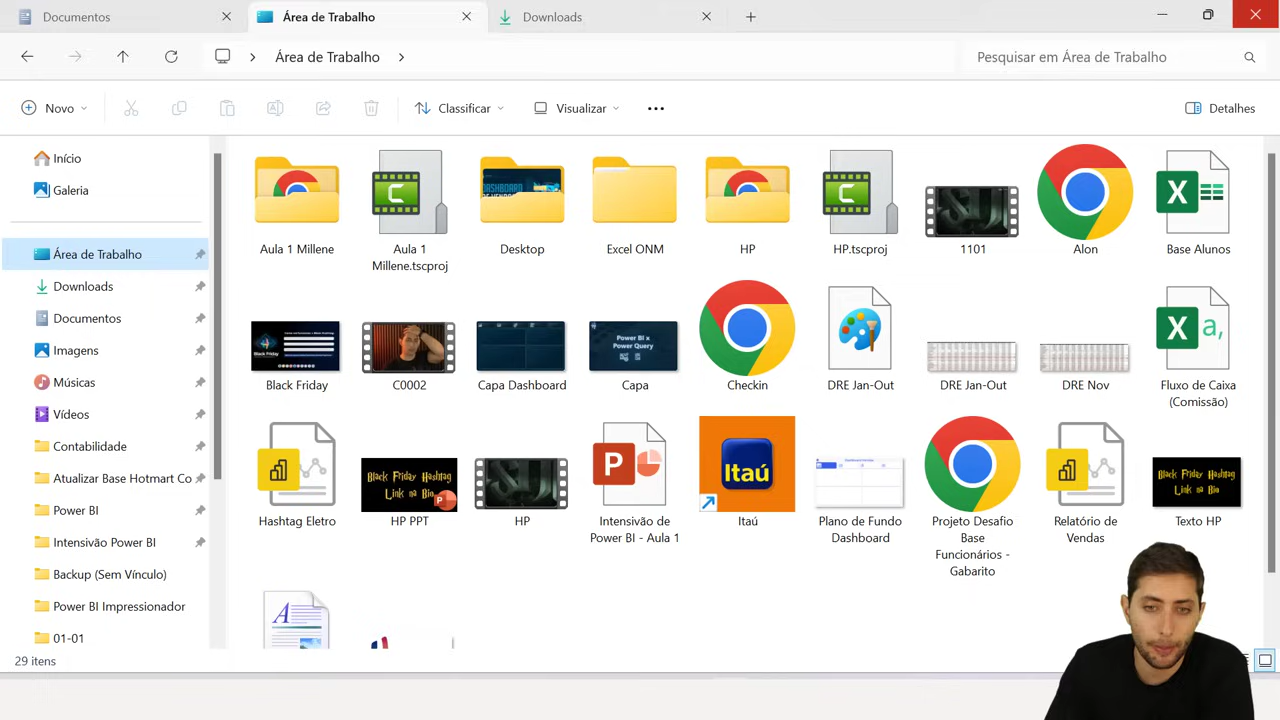 Documentos
Área de Trabalho
Downloads
Área de Trabalho
Pesquisar em Área de Trabalho
Novo
Classificar
Visualizar
Detalhes
Início
Galeria
Área de Trabalho
Downloads
Documentos
Imagens
Músicas
Vídeos
Contabilidade
Atualizar Base Hotmart Co
Power BI
Intensivão Power BI
Backup (Sem Vínculo)
Power BI Impressionador
01-01
Aula 1 Millene
Aula 1
Millene.tscproj
Desktop
Excel ONM
HP
HP.tscproj
1101
Alon
Base Alunos
Black Friday
Black Friday
C0002
Capa Dashboard
Power BI x
Power Query
Capa
Checkin
DRE Jan-Out
DRE Jan-Out
DRE Nov
Fluxo de Caixa
(Comissão)
Hashtag Eletro
Black Friday Hashtag
Link na Bio
HP PPT
HP
Intensivão de
Power BI - Aula 1
Itaú
Itaú
Plano de Fundo
Dashboard
Projeto Desafio
Base
Funcionários -
Gabarito
Relatório de
Vendas
Black Friday Hashtag
Link na Bio
Texto HP
29 itens